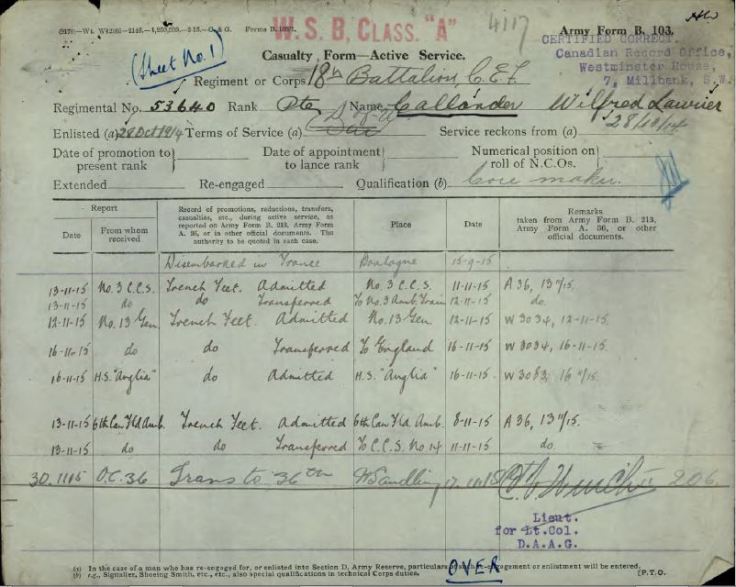 W.S.B. CLASS. "A"
4117
Army Form B. 103.
CERTIFIED CORRECT.
Canadian Record Office,
Westminster House,
7, Millbank, S.W.
(Sheet No. 1)
Casualty Form—Active Service.
Regiment or Corps 18th Battalion, C.E.F
Regimental No. 53640 Rank Pte Name Callander Wilfred Lawrier
Enlisted (a) 28 Oct 1914 Terms of Service (a) D of W Service reckons from (a) 28/10/14
Date of promotion to present rank Date of appointment to lance rank Numerical position on roll of N.C.Os.
Extended Re-engaged Qualification (b) Core maker.
Report
Date From whom received Record of promotions, reductions, transfers, casualties, etc., during active service, as reported on Army Form B. 213, Army Form A. 36, or in other official documents. The authority to be quoted in each case. Place Date Remarks taken from Army Form B. 213, Army Form A. 36, or other official documents.
Disembarked in France Boulogne 15-9-15
13-11-15 No. 3 C.C.S. Trench Feet. Admitted No. 3 C.C.S. 11-11-15 A 36, 13 11/15.
13-11-15 do do Transferred To No. 3 Amb. Train 12-11-15 do.
12-11-15 No. 13 Gen. Trench Feet. Admitted No. 13 Gen 12-11-15 W 3034, 12-11-15.
16-11-15 do do Transferred To England 16-11-15 W 3034, 16-11-15.
16-11-15 H.S. "Anglia" do Admitted H.S. "Anglia" 16-11-15 W 3083, 16 11/15.
13-11-15 6th Can Fld Amb. Trench Feet. Admitted 6th Can Fld Amb. 8-11-15 A 36, 13 11/15.
13-11-15 do do Transferred To C.C.S. No 14 11-11-15 do.
30.11.15 O.C. 36 Trans to 36th Sandling 206
Lieut.
for Lt. Col.
D.A.A.G.
(a) In the case of a man who has re-engaged for, or enlisted into Section D, Army Reserve, particulars of such re-engagement or enlistment will be entered.
(b) e.g., Signaller, Shoeing Smith, etc., etc., also special qualifications in technical Corps duties.
OVER
(P.T.O.